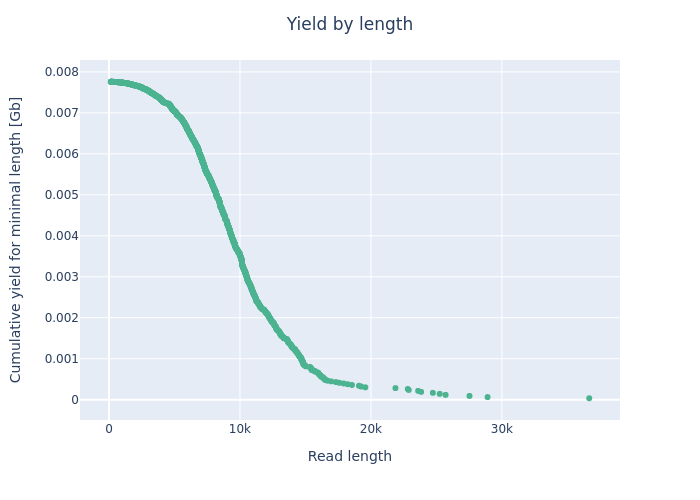 Yield by length
Cumulative yield for minimal length [Gb]
0.008
0.007
0.006
0.005
0.004
0.003
0.002
0.001
0
0 10k 20k 30k
Read length